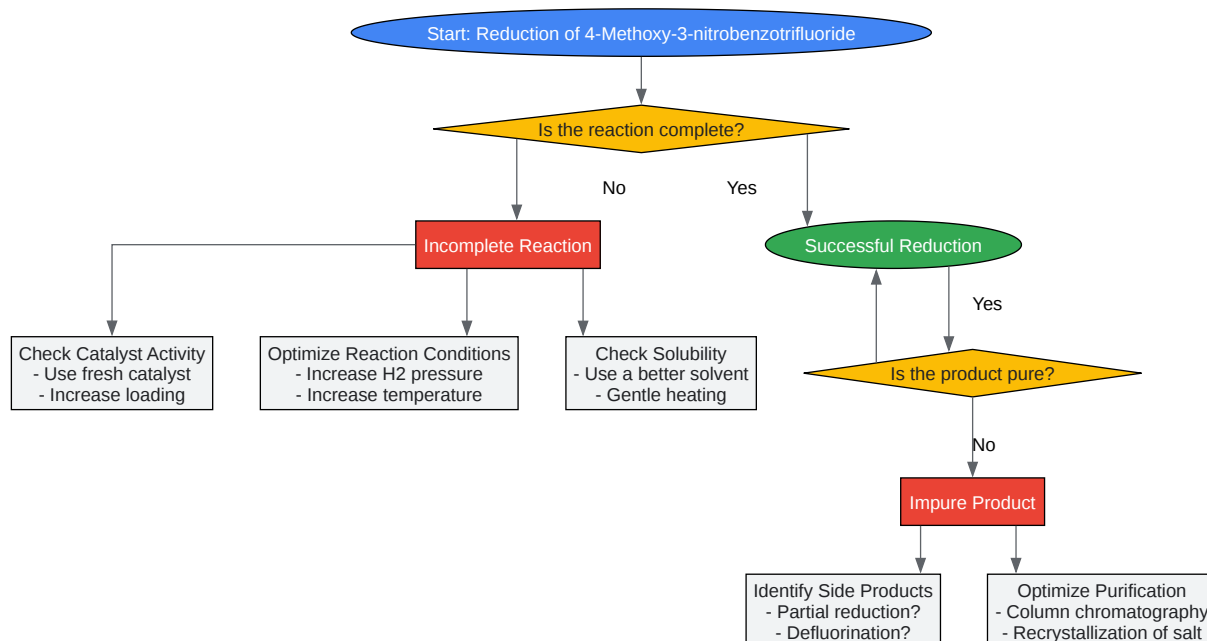 Start: Reduction of 4-Methoxy-3-nitrobenzotrifluoride
Is the reaction complete?
No
Yes
Incomplete Reaction
Successful Reduction
Yes
Check Catalyst Activity
- Use fresh catalyst
- Increase loading
Optimize Reaction Conditions
- Increase H2 pressure
- Increase temperature
Check Solubility
- Use a better solvent
- Gentle heating
Is the product pure?
No
Impure Product
Identify Side Products
- Partial reduction?
- Defluorination?
Optimize Purification
- Column chromatography
- Recrystallization of salt